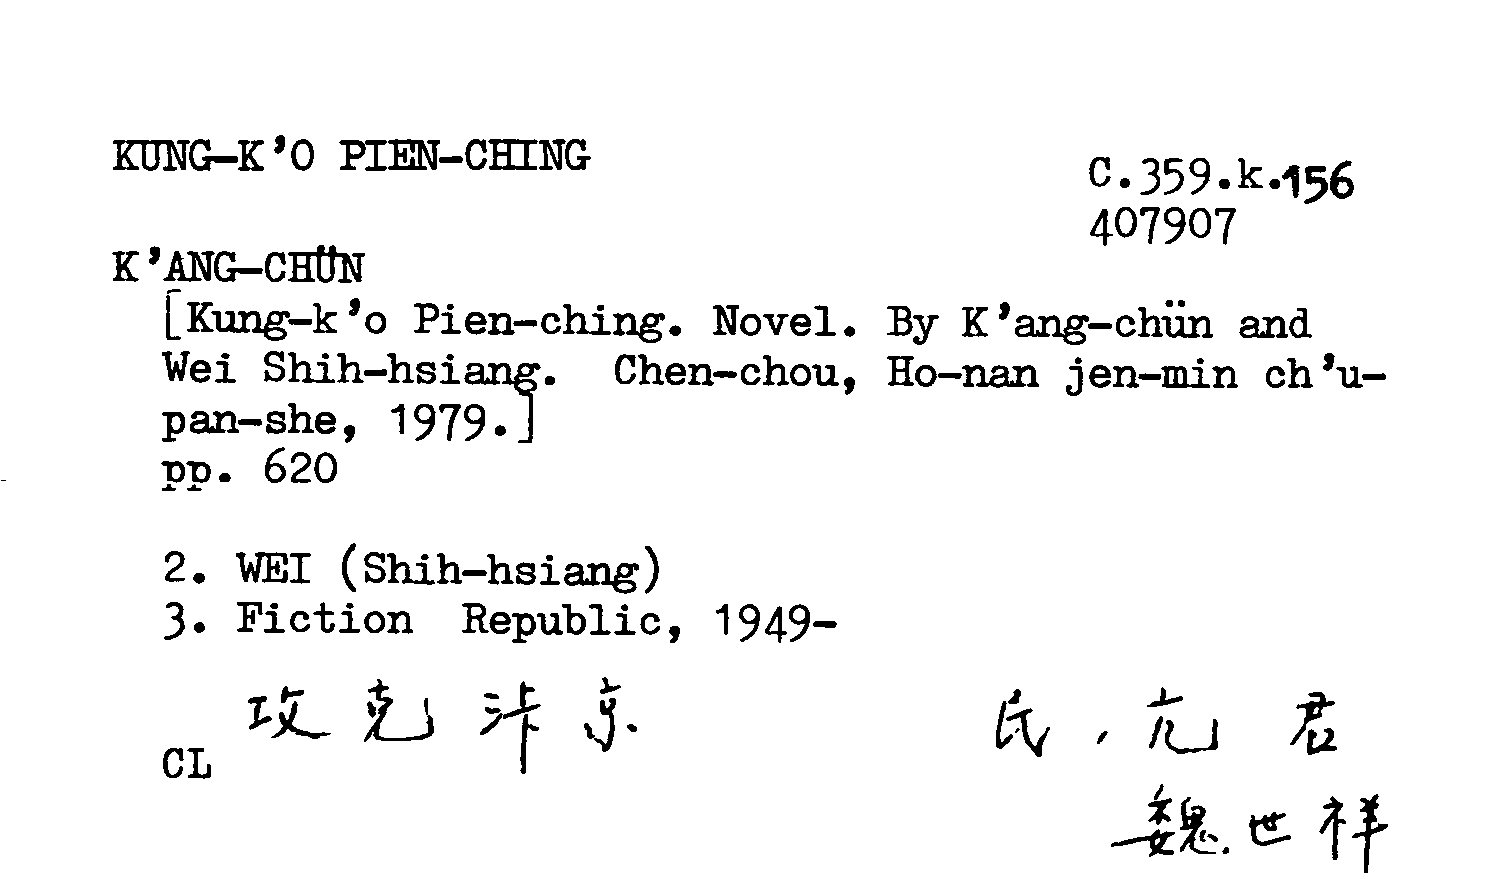 KUNG-K'O PIEN-CHING
C.359.k.156
407907
K'ANG-CHÜN
[Kung-k'o Pien-ching. Novel. By K'ang-chün and
Wei Shih-hsiang. Chen-chou, Ho-nan jen-min ch'u-
pan-she, 1979.]
pp. 620
2. WEI (Shih-hsiang)
3. Fiction Republic, 1949-
攻克汴京 民,亢君
CL
魏世祥